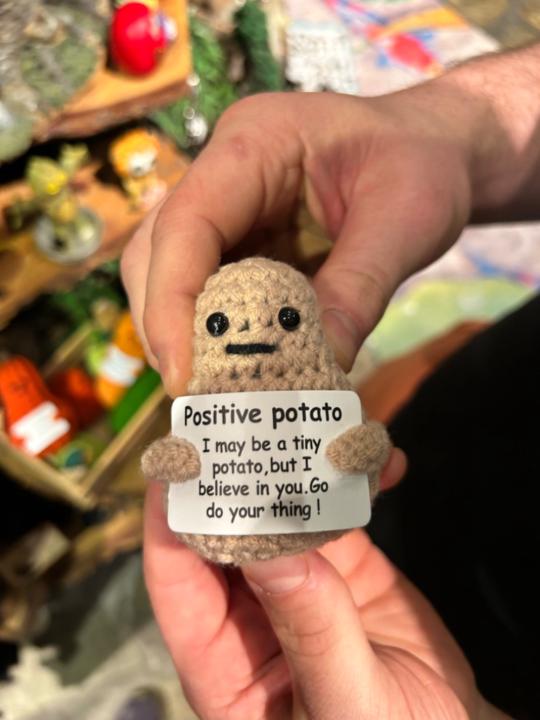 Positive potato
I may be a tiny
potato,but I
believe in you.Go
do your thing !